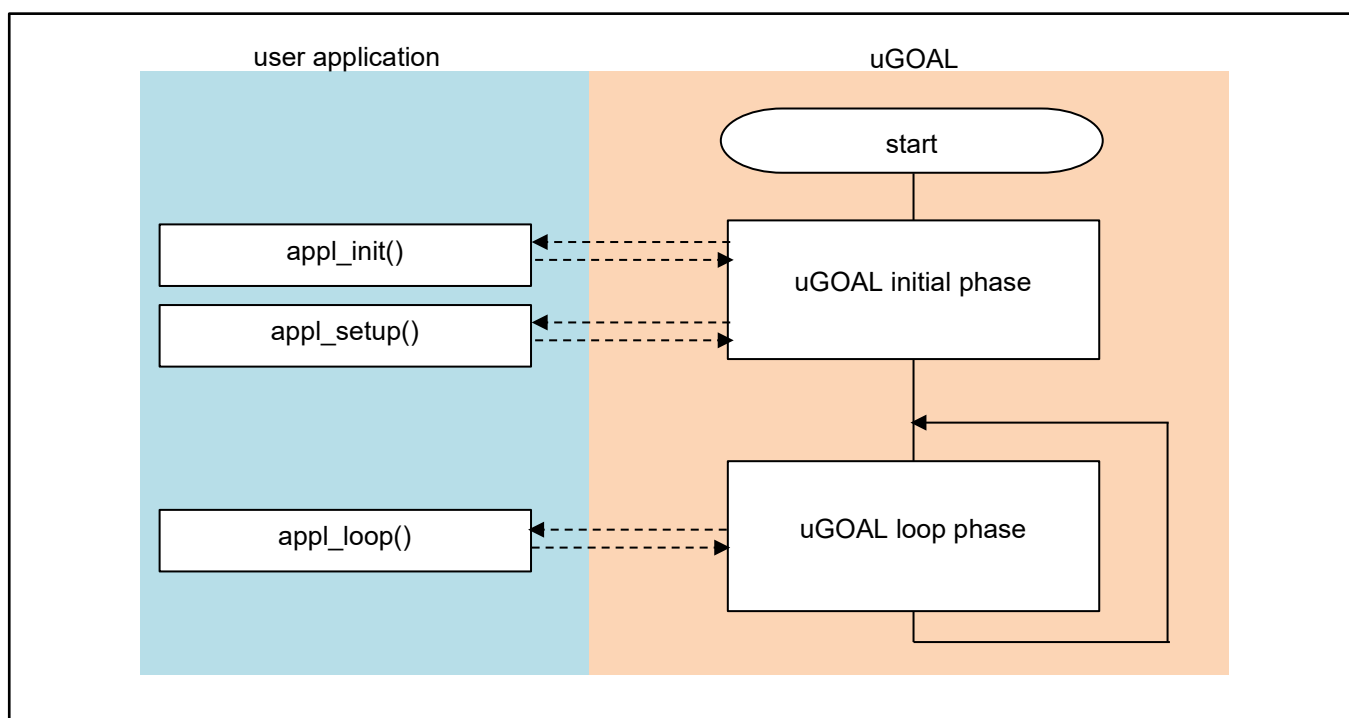 user application
uGOAL
start
appl_init()
uGOAL initial phase
appl_setup()
appl_loop()
uGOAL loop phase